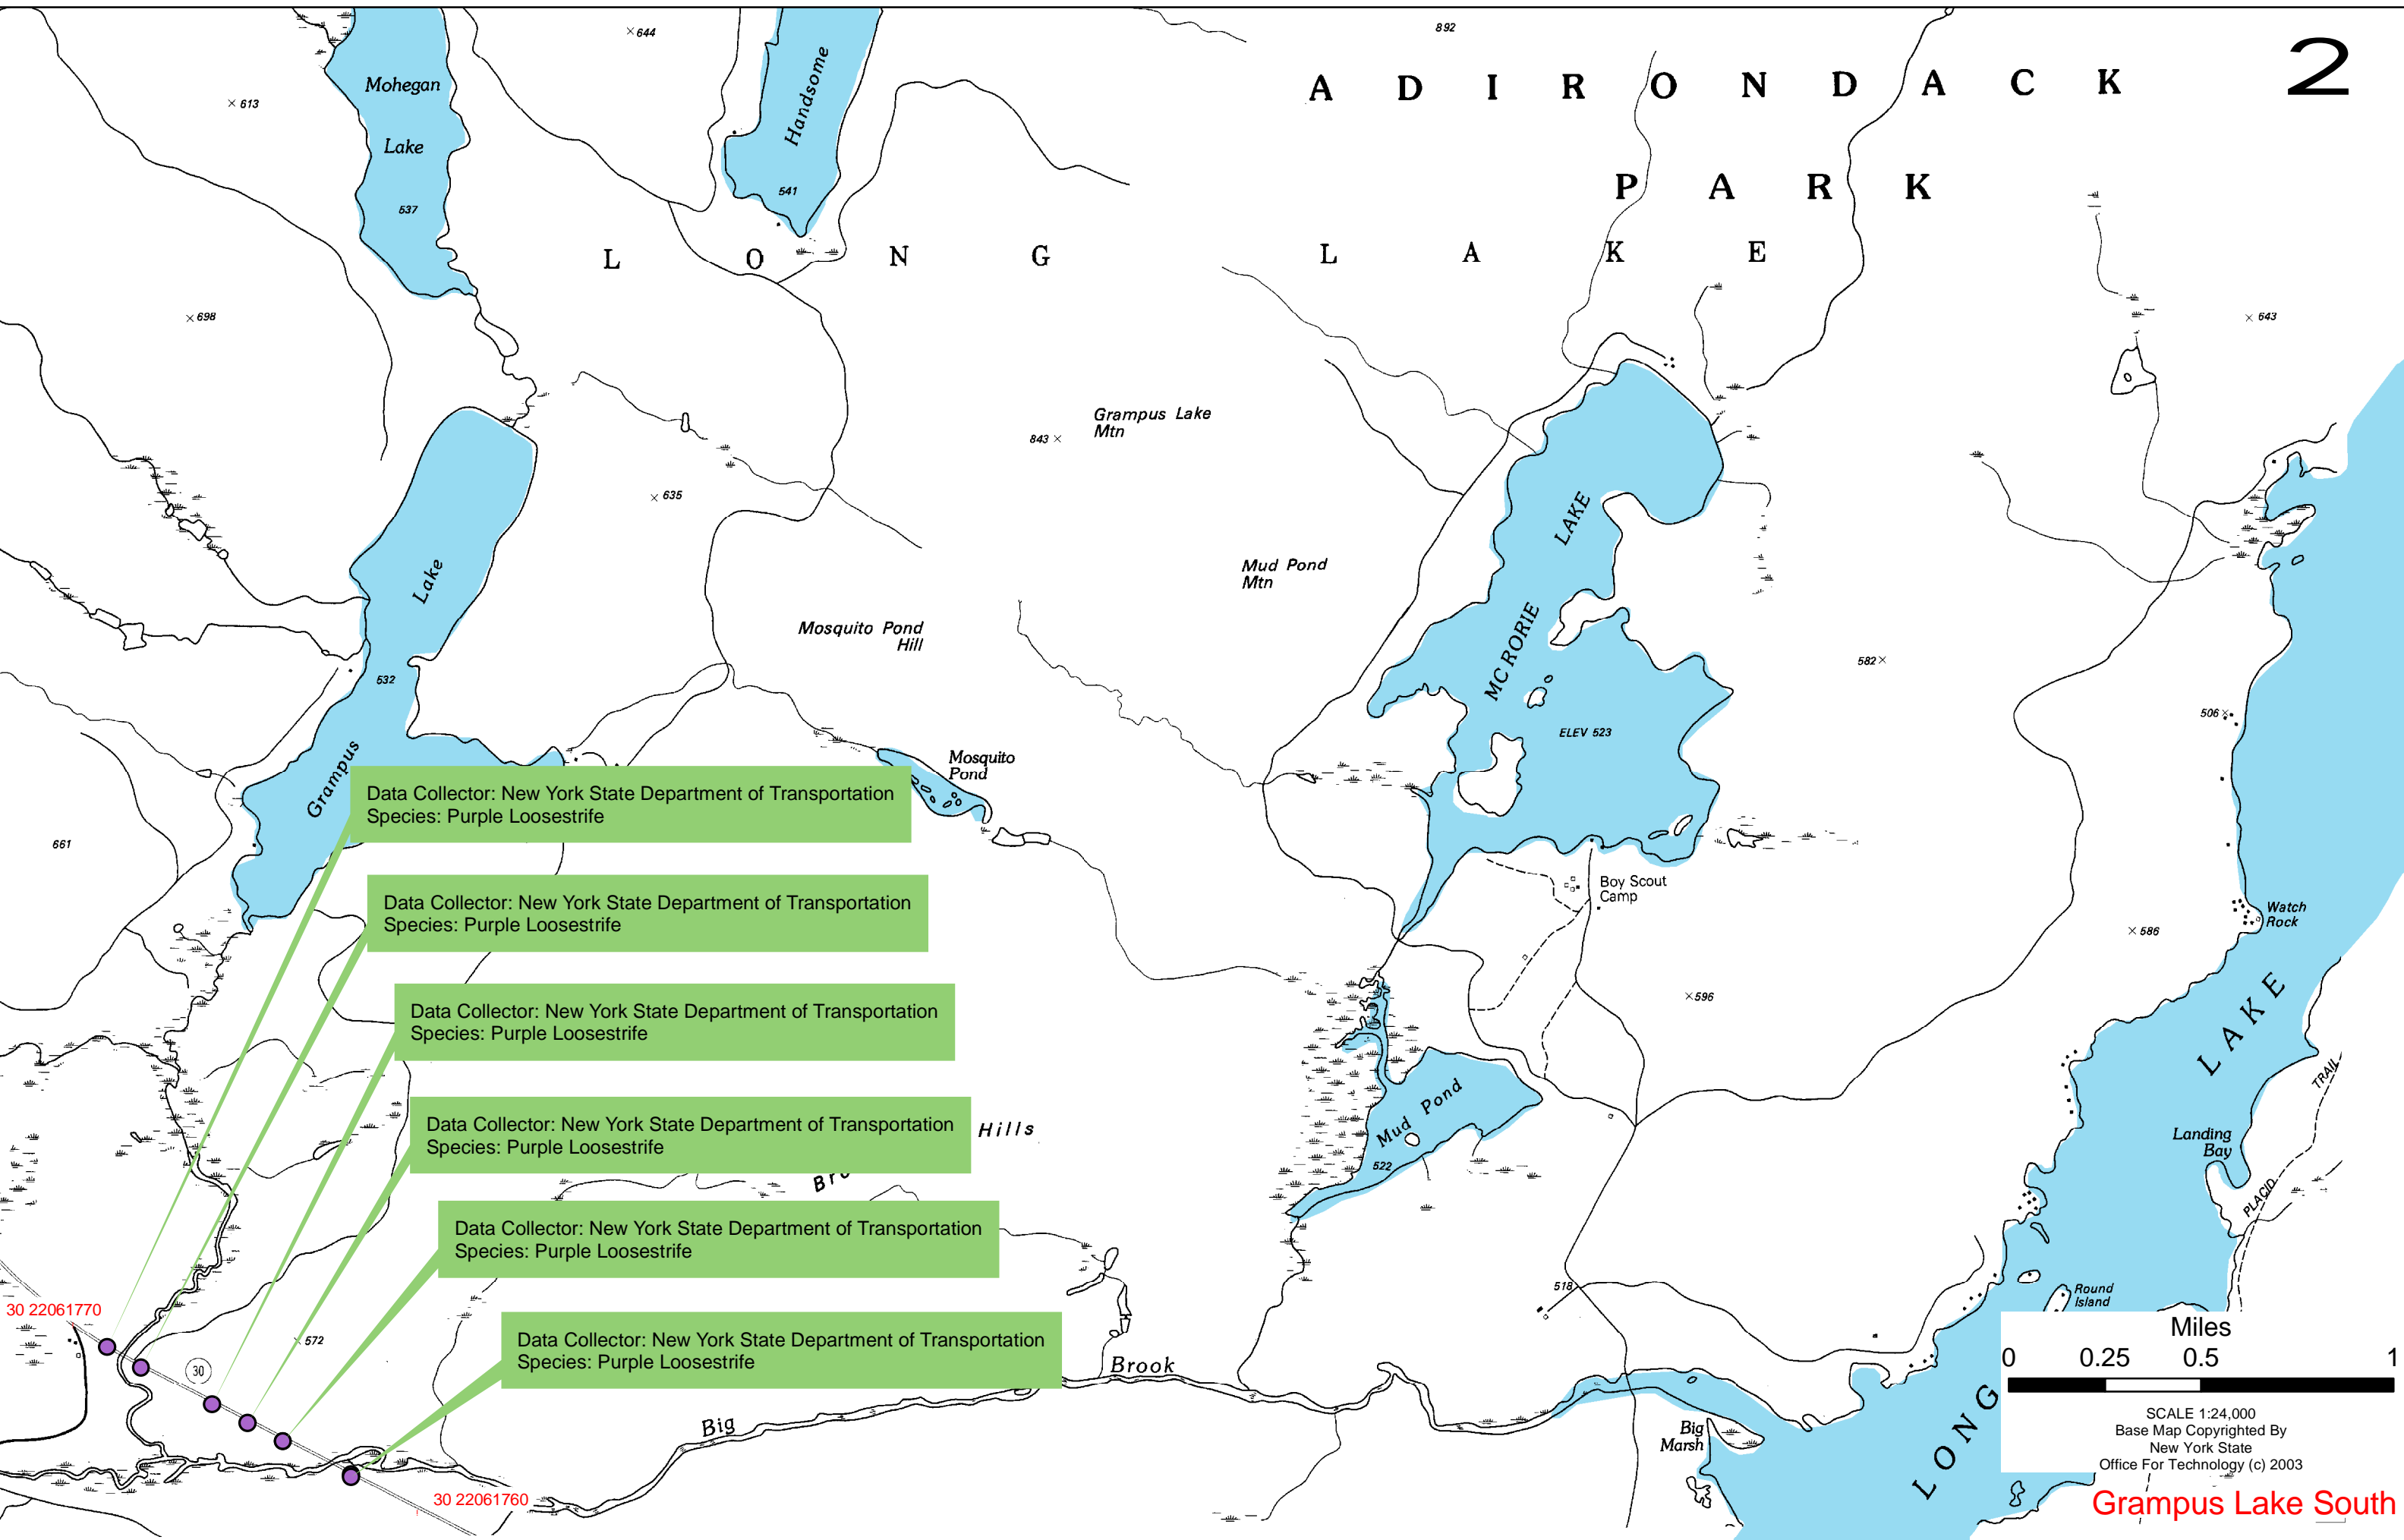 644
892
2
Mohegan
Lake
537
613
Handsome
541
A D I R O N D A C K
P A R K
L O N G L A K E
698
643
Grampus Lake
Mtn
843
635
Lake
LAKE
Mud Pond
Mtn
Mosquito Pond
Hill
MC RORIE
582
532
506
ELEV 523
Grampus
Mosquito
Pond
661
Data Collector: New York State Department of Transportation
Species: Purple Loosestrife
Data Collector: New York State Department of Transportation
Species: Purple Loosestrife
Boy Scout
Camp
Watch
Rock
586
596
Data Collector: New York State Department of Transportation
Species: Purple Loosestrife
LAKE
TRAIL
Data Collector: New York State Department of Transportation
Species: Purple Loosestrife
Hills
Mud Pond
522
Landing
Bay
PLACID
Data Collector: New York State Department of Transportation
Species: Purple Loosestrife
518
Round
Island
30 22061770
572
30
Data Collector: New York State Department of Transportation
Species: Purple Loosestrife
Brook
Big
Big
Marsh
LONG
Miles
0 0.25 0.5 1
SCALE 1:24,000
Base Map Copyrighted By
New York State
Office For Technology (c) 2003
30 22061760
Grampus Lake South